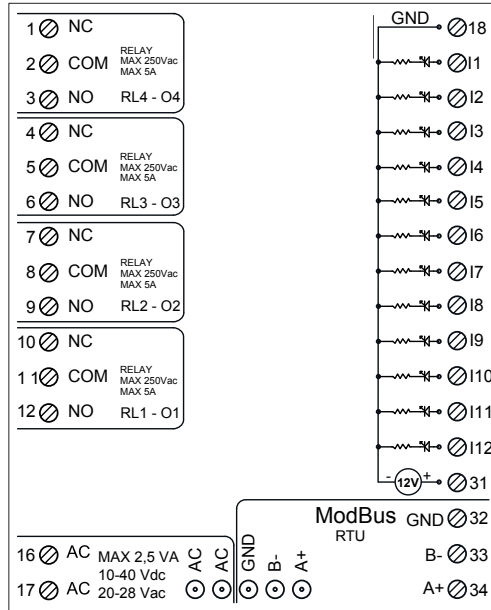 1 NC
2 COM RELAY MAX 250Vac MAX 5A
3 NO RL4 - O4
4 NC
5 COM RELAY MAX 250Vac MAX 5A
6 NO RL3 - O3
7 NC
8 COM RELAY MAX 250Vac MAX 5A
9 NO RL2 - O2
10 NC
1 1 COM RELAY MAX 250Vac MAX 5A
12 NO RL1 - O1
16 AC
17 AC
MAX 2,5 VA
10-40 Vdc
20-28 Vac
AC
AC
GND
B-
A+
GND 18
I1
I2
I3
I4
I5
I6
I7
I8
I9
I10
I11
I12
- 12V + 31
ModBus
RTU
GND 32
B- 33
A+ 34